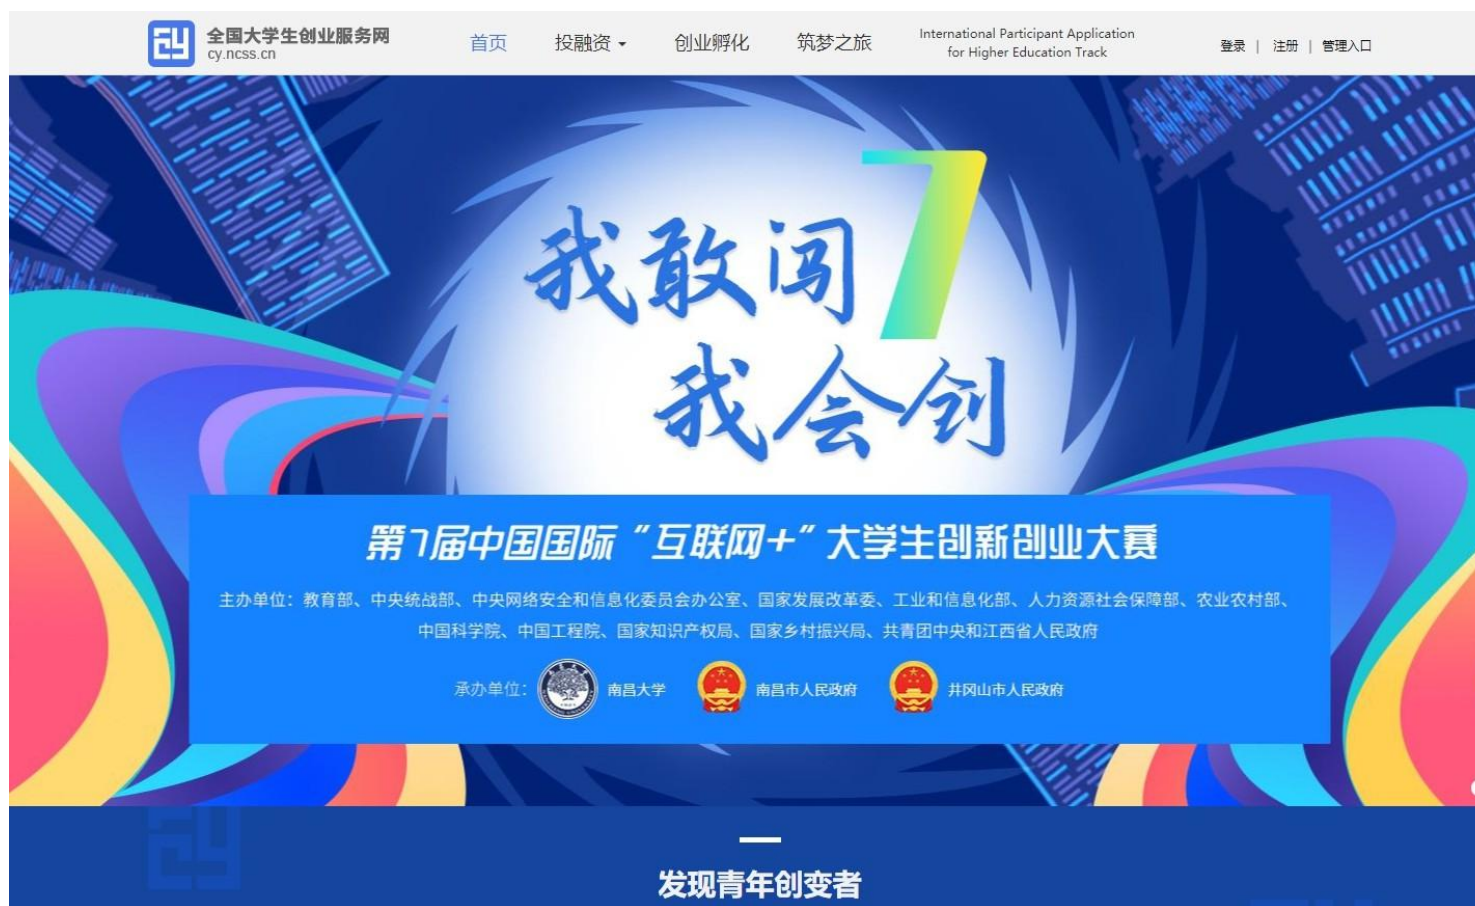 全国大学生创业服务网
cy.ncss.cn
首页 投融资 创业孵化 筑梦之旅 International Participant Application for Higher Education Track 登录 | 注册 | 管理入口
我敢闯 7
我会创
第7届中国国际“互联网+”大学生创新创业大赛
主办单位：教育部、中央统战部、中央网络安全和信息化委员会办公室、国家发展改革委、工业和信息化部、人力资源社会保障部、农业农村部、
中国科学院、中国工程院、国家知识产权局、国家乡村振兴局、共青团中央和江西省人民政府
承办单位： 南昌大学 南昌市人民政府 井冈山市人民政府
发现青年创变者